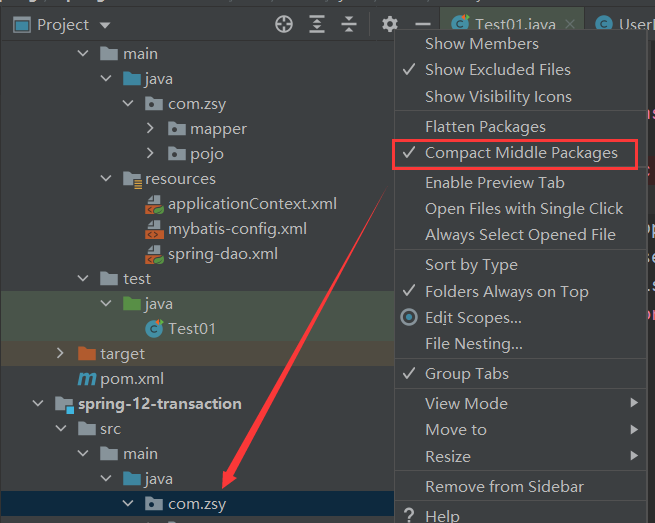 Project
Test01.java
UserI
main
java
com.zsy
mapper
pojo
resources
applicationContext.xml
mybatis-config.xml
spring-dao.xml
test
java
Test01
target
pom.xml
spring-12-transaction
src
main
java
com.zsy
Show Members
Show Excluded Files
Show Visibility Icons
Flatten Packages
Compact Middle Packages
Enable Preview Tab
Open Files with Single Click
Always Select Opened File
Sort by Type
Folders Always on Top
Edit Scopes...
File Nesting...
Group Tabs
View Mode
Move to
Resize
Remove from Sidebar
Help